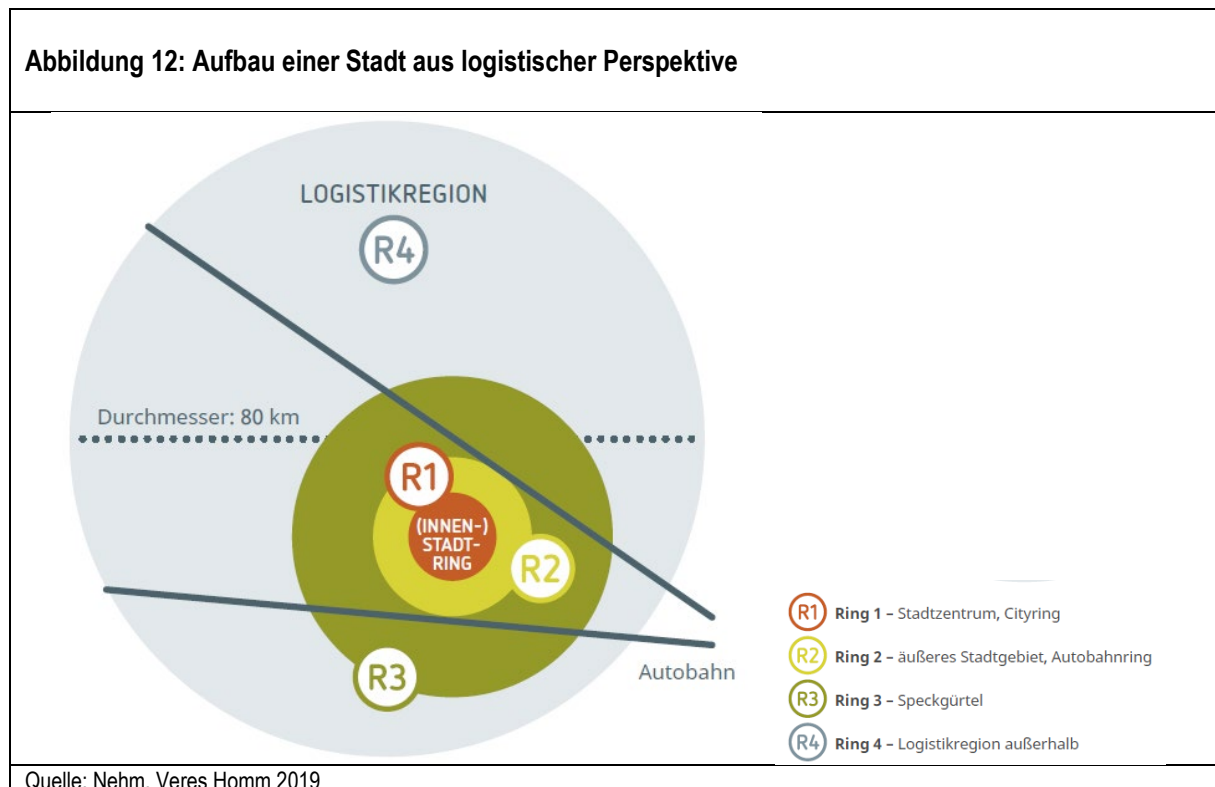 Abbildung 12: Aufbau einer Stadt aus logistischer Perspektive
LOGISTIKREGION
R4
Durchmesser: 80 km
R1
(INNEN-)
STADT-
RING
R2
R3
Autobahn
R1 Ring 1 – Stadtzentrum, Cityring
R2 Ring 2 – äußeres Stadtgebiet, Autobahnring
R3 Ring 3 – Speckgürtel
R4 Ring 4 – Logistikregion außerhalb
Quelle: Nehm, Veres Homm 2019